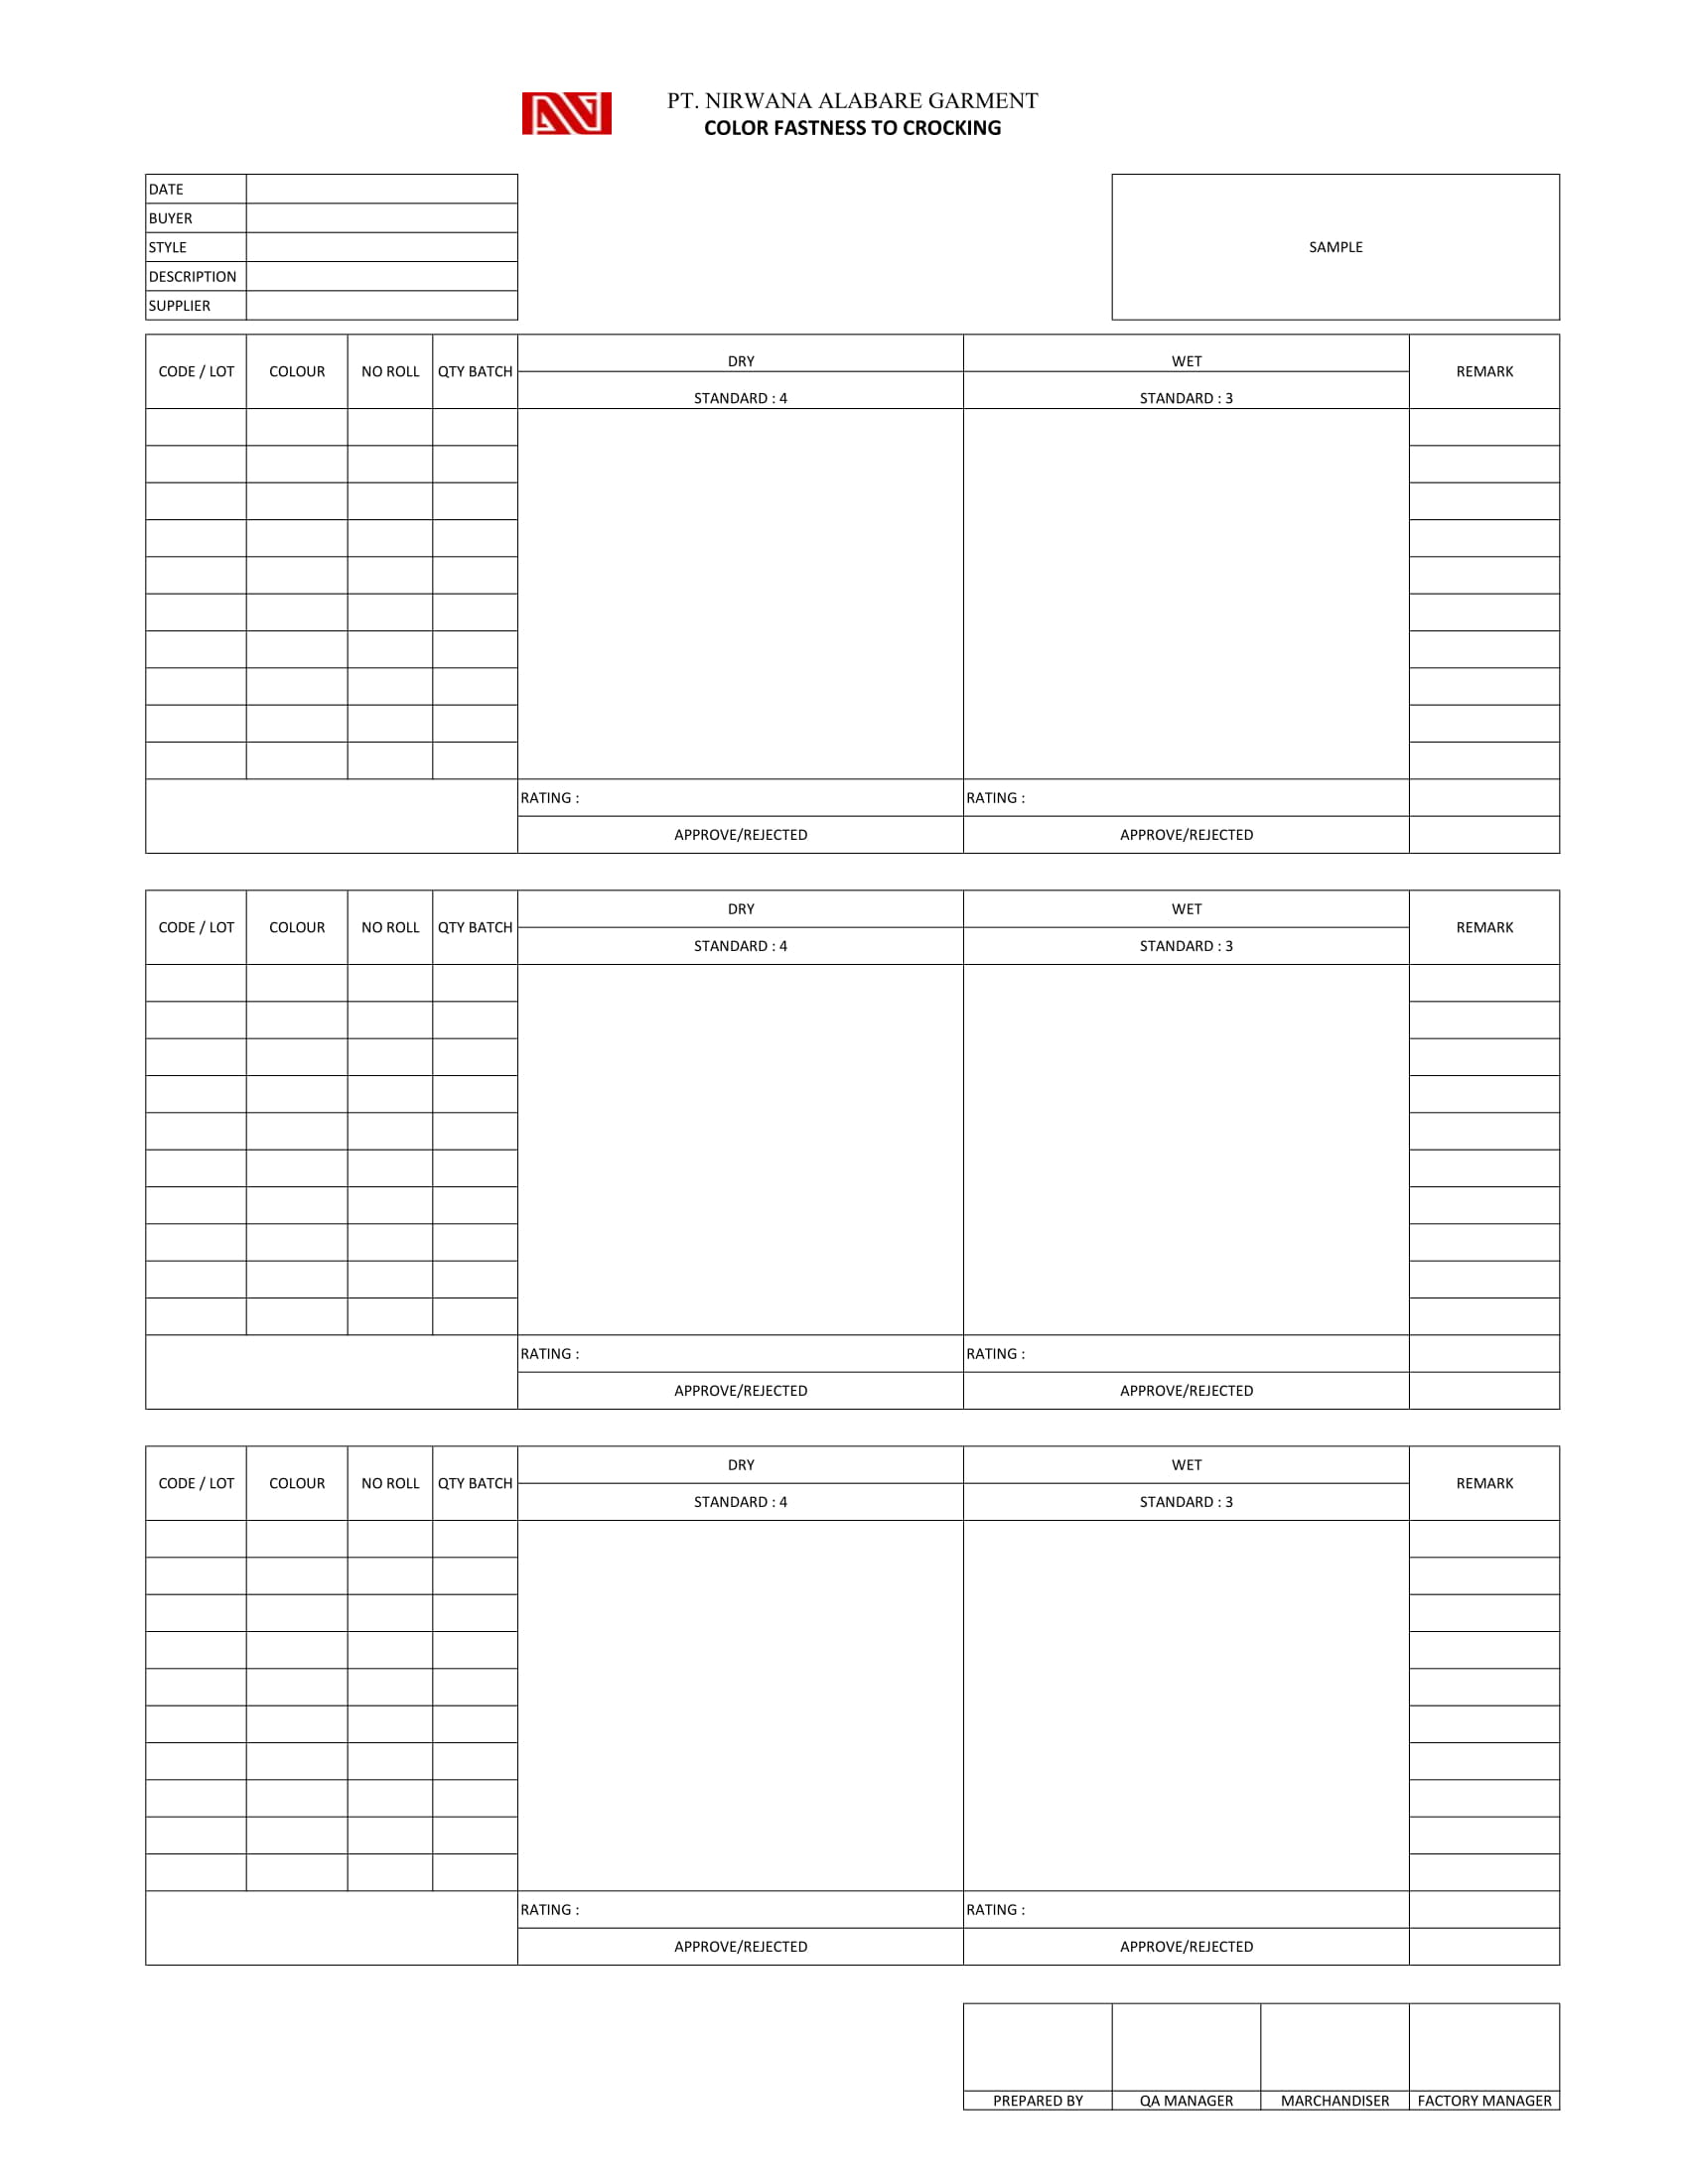 PT. NIRWANA ALABARE GARMENT
COLOR FASTNESS TO CROCKING
DATE
BUYER
STYLE
DESCRIPTION
SUPPLIER
SAMPLE
CODE / LOT COLOUR NO ROLL QTY BATCH DRY WET REMARK
STANDARD : 4 STANDARD : 3
RATING : RATING :
APPROVE/REJECTED APPROVE/REJECTED
CODE / LOT COLOUR NO ROLL QTY BATCH DRY WET REMARK
STANDARD : 4 STANDARD : 3
RATING : RATING :
APPROVE/REJECTED APPROVE/REJECTED
CODE / LOT COLOUR NO ROLL QTY BATCH DRY WET REMARK
STANDARD : 4 STANDARD : 3
RATING : RATING :
APPROVE/REJECTED APPROVE/REJECTED
PREPARED BY QA MANAGER MARCHANDISER FACTORY MANAGER